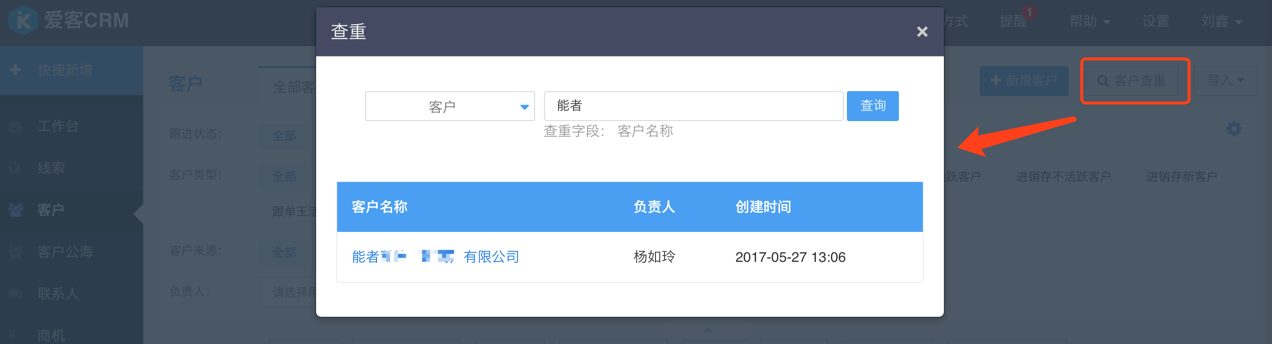 爱客CRM
查重
×
方式
提醒
1
帮助
设置
刘鑫
快捷新增
客户
全部客
新增客户
客户查重
导入
客户
能者
查询
查重字段： 客户名称
工作台
跟进状态：
全部
线索
客户类型：
全部
跃客户
进销存不活跃客户
进销存新客户
客户
跟单王活
客户名称
负责人
创建时间
客户公海
客户来源：
全部
能者
有限公司
杨如玲
2017-05-27 13:06
联系人
负责人：
请选择
商机